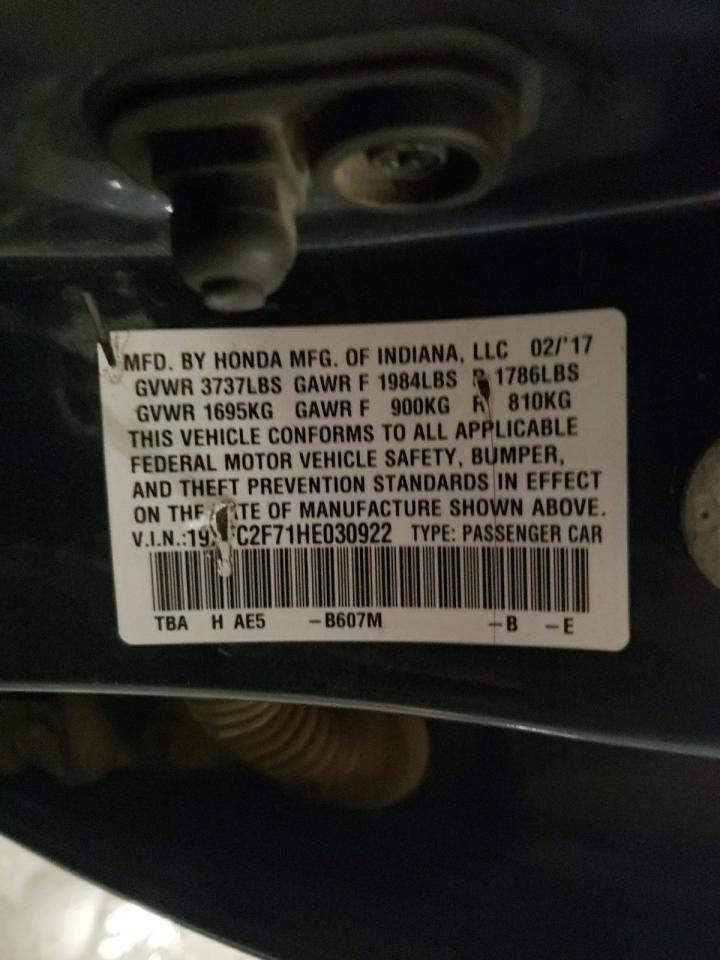 MFD. BY HONDA MFG. OF INDIANA, LLC 02/'17
GVWR 3737LBS GAWR F 1984LBS R 1786LBS
GVWR 1695KG GAWR F 900KG R 810KG
THIS VEHICLE CONFORMS TO ALL APPLICABLE
FEDERAL MOTOR VEHICLE SAFETY, BUMPER,
AND THEFT PREVENTION STANDARDS IN EFFECT
ON THE DATE OF MANUFACTURE SHOWN ABOVE.
V.I.N.: TYPE: PASSENGER CAR
TBA H AE5 -B607M -B -E